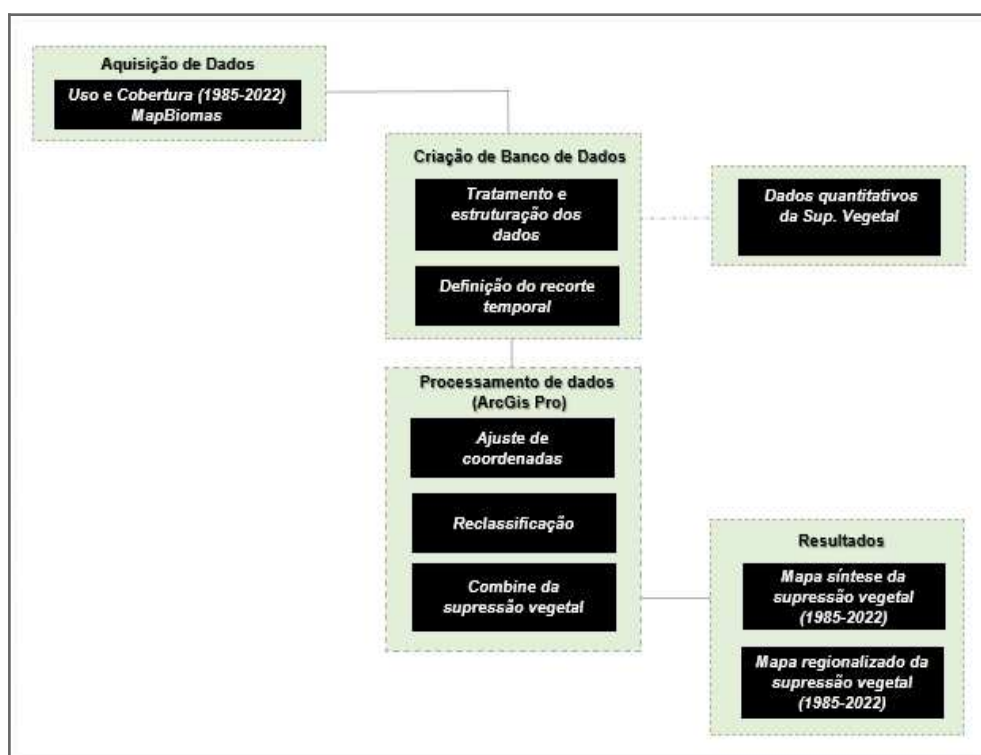 Aquisição de Dados
Uso e Cobertura (1985-2022)
MapBiomas
Criação de Banco de Dados
Tratamento e
estruturação dos
dados
Definição do recorte
temporal
Dados quantitativos
da Sup. Vegetal
Processamento de dados
(ArcGis Pro)
Ajuste de
coordenadas
Reclassificação
Combine da
supressão vegetal
Resultados
Mapa síntese da
supressão vegetal
(1985-2022)
Mapa regionalizado da
supressão vegetal
(1985-2022)